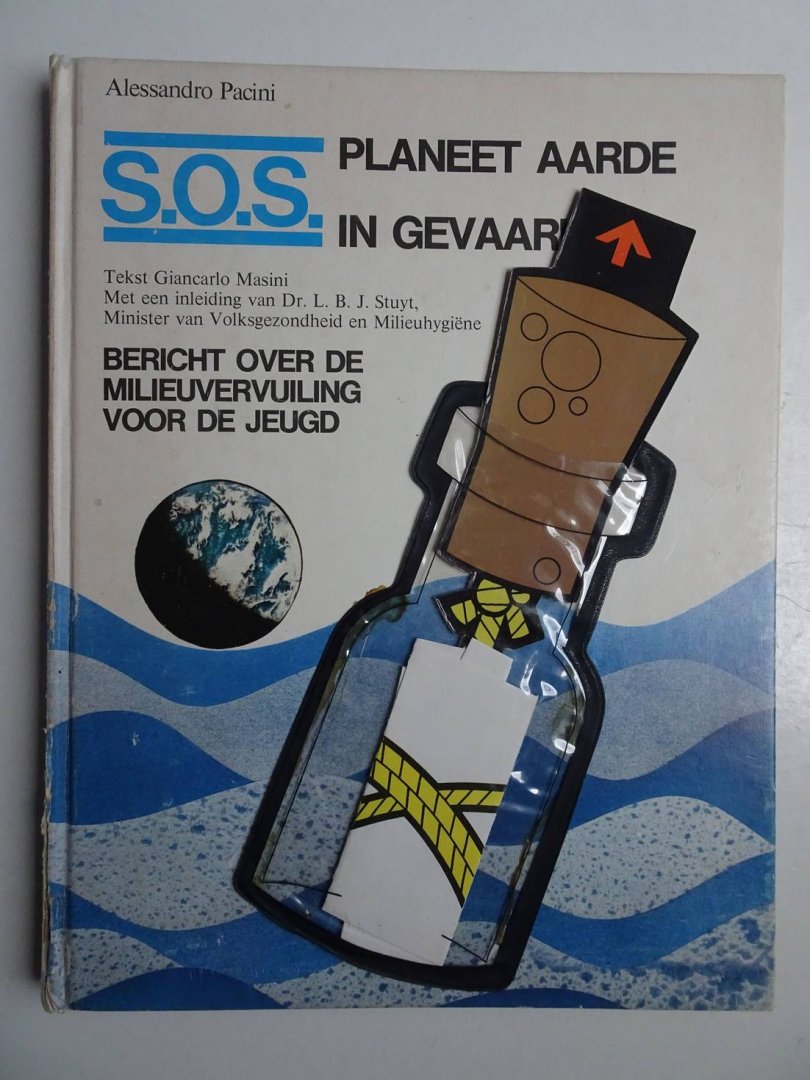 Alessandro Pacini
S.O.S. PLANEET AARDE
IN GEVAAR
Tekst Giancarlo Masini
Met een inleiding van Dr. L. B. J. Stuyt,
Minister van Volksgezondheid en Milieuhygiëne
BERICHT OVER DE
MILIEUVERVUILING
VOOR DE JEUGD